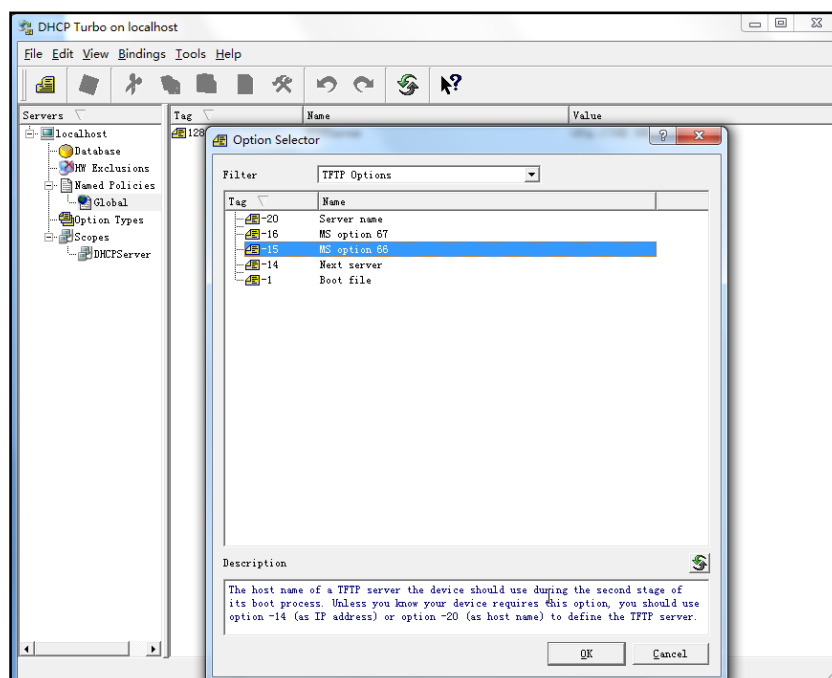 DHCP Turbo on localhost
File Edit View Bindings Tools Help
Servers
Tag Name Value
localhost
Database
HW Exclusions
Named Policies
Global
Option Types
Scopes
DHCPServer
128
Option Selector
Filter TFTP Options
Tag Name
-20 Server name
-16 MS option 67
-15 MS option 66
-14 Next server
-1 Boot file
Description
The host name of a TFTP server the device should use during the second stage of
its boot process. Unless you know your device requires this option, you should use
option -14 (as IP address) or option -20 (as host name) to define the TFTP server.
OK Cancel